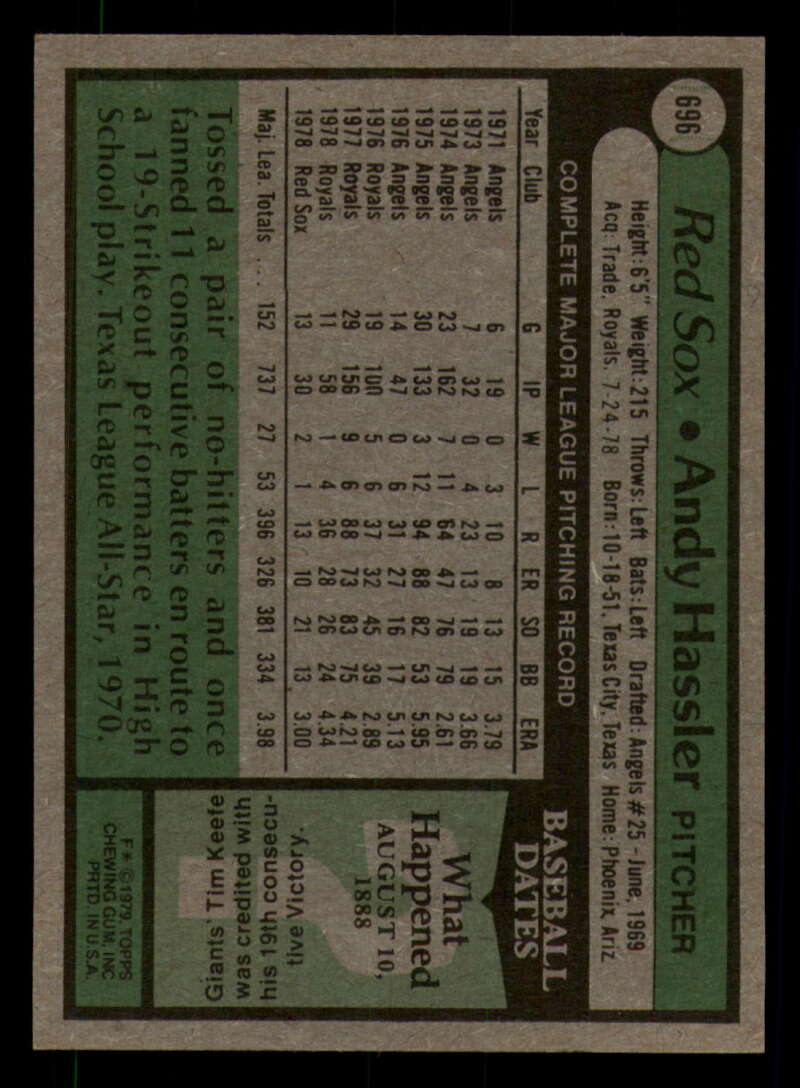 696
Red Sox • Andy Hassler PITCHER
Height: 6'5" Weight: 215 Throws: Left Bats: Left Drafted: Angels #25 - June, 1969
Acq: Trade, Royals, 7-24-78 Born: 10-18-51, Texas City, Texas Home: Phoenix, Ariz
COMPLETE MAJOR LEAGUE PITCHING RECORD
Year Club G IP W L R ER SO BB ERA
1971 Angels 6 19 0 3 10 8 13 15 3.79
1973 Angels 7 32 0 4 23 13 19 19 3.66
1974 Angels 23 162 7 11 64 47 76 79 2.61
1975 Angels 30 133 3 12 94 88 82 53 5.95
1976 Angels 14 47 0 6 31 27 16 17 5.13
1976 Royals 19 100 5 6 37 32 45 39 2.89
1977 Royals 29 156 9 6 88 73 83 75 4.21
1978 Royals 11 58 1 4 36 28 26 24 4.34
1978 Red Sox 13 30 2 1 13 10 21 13 3.00
Maj. Lea. Totals ... 152 737 27 53 396 326 381 334 3.98
Tossed a pair of no-hitters and once
fanned 11 consecutive batters en route to
a 19-Strikeout performance in High
School play. Texas League All-Star, 1970.
BASEBALL
DATES
What
Happened
AUGUST 10,
1888
Giants' Tim Keefe
was credited with
his 19th consecu-
tive Victory.
F* ©1979, TOPPS
CHEWING GUM, INC
PRTD. IN U.S.A.